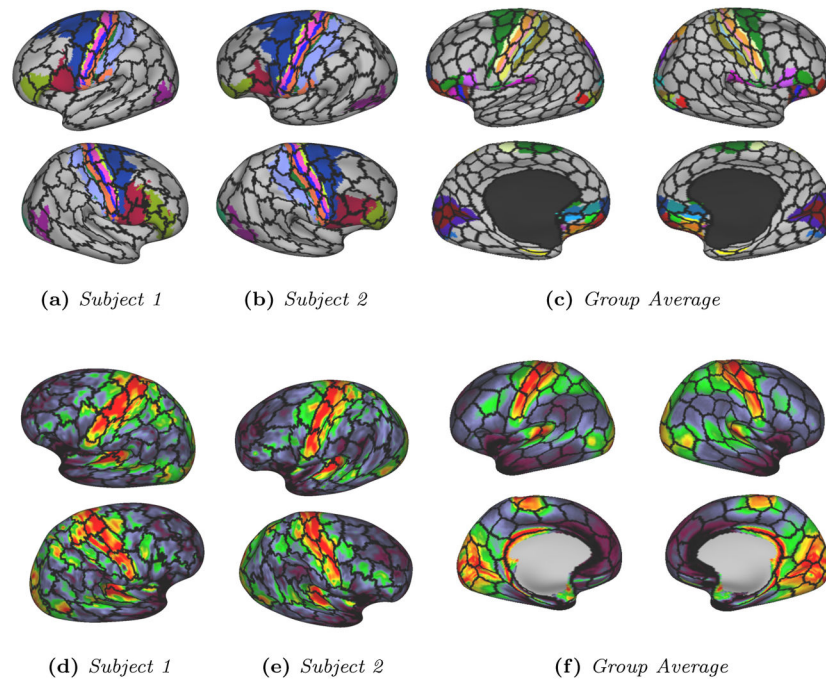 (a) Subject 1
(b) Subject 2
(c) Group Average
(d) Subject 1
(e) Subject 2
(f) Group Average